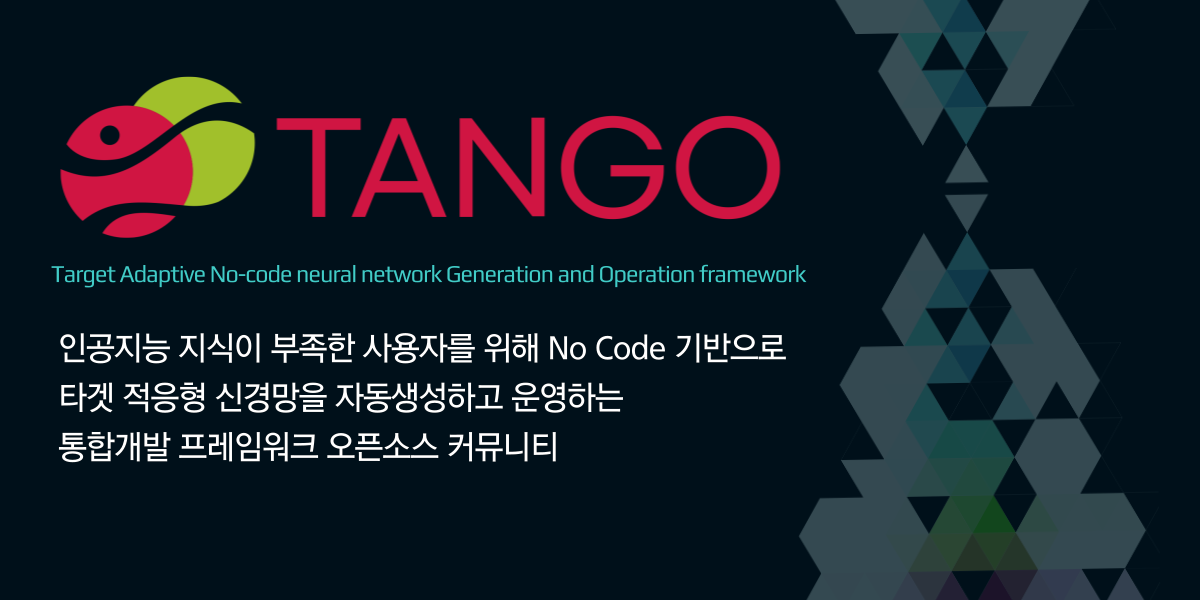 TANGO
Target Adaptive No-code neural network Generation and Operation framework
인공지능 지식이 부족한 사용자를 위해 No Code 기반으로
타겟 적응형 신경망을 자동생성하고 운영하는
통합개발 프레임워크 오픈소스 커뮤니티